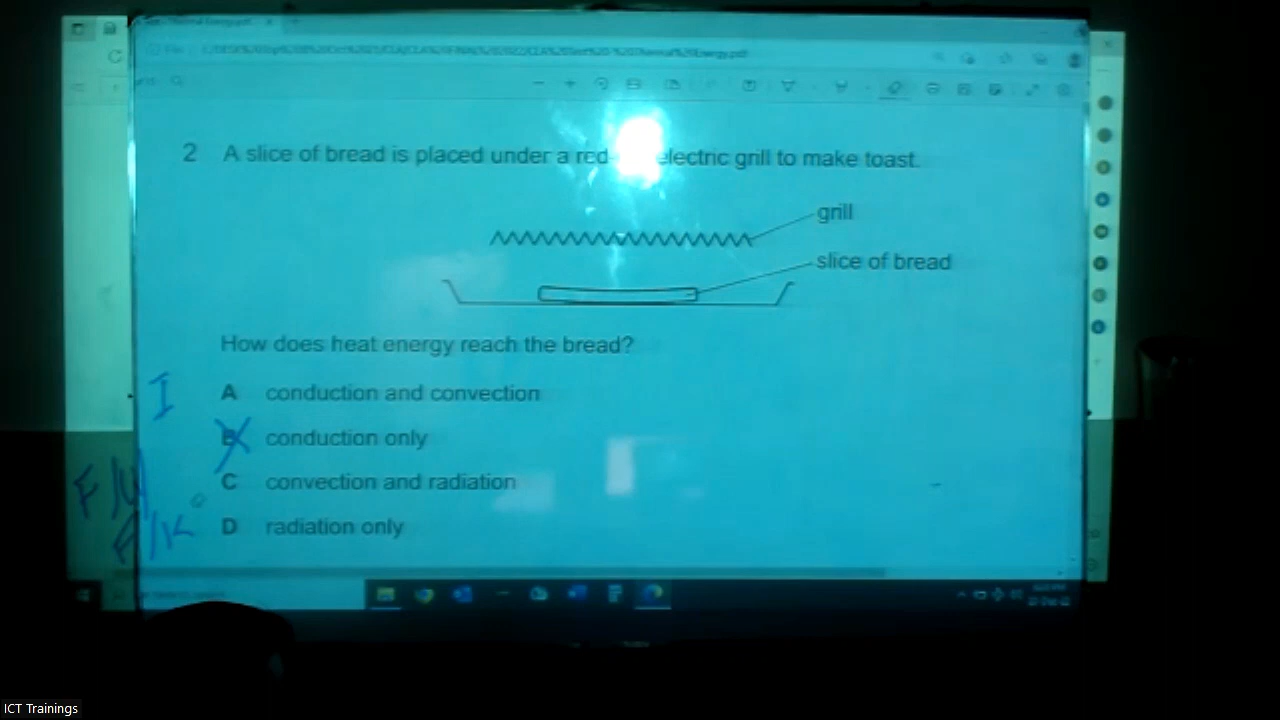 2 A slice of bread is placed under a red- electric grill to make toast.
grill
slice of bread
How does heat energy reach the bread?
I
A conduction and convection
B conduction only
C convection and radiation
D radiation only
ICT Trainings